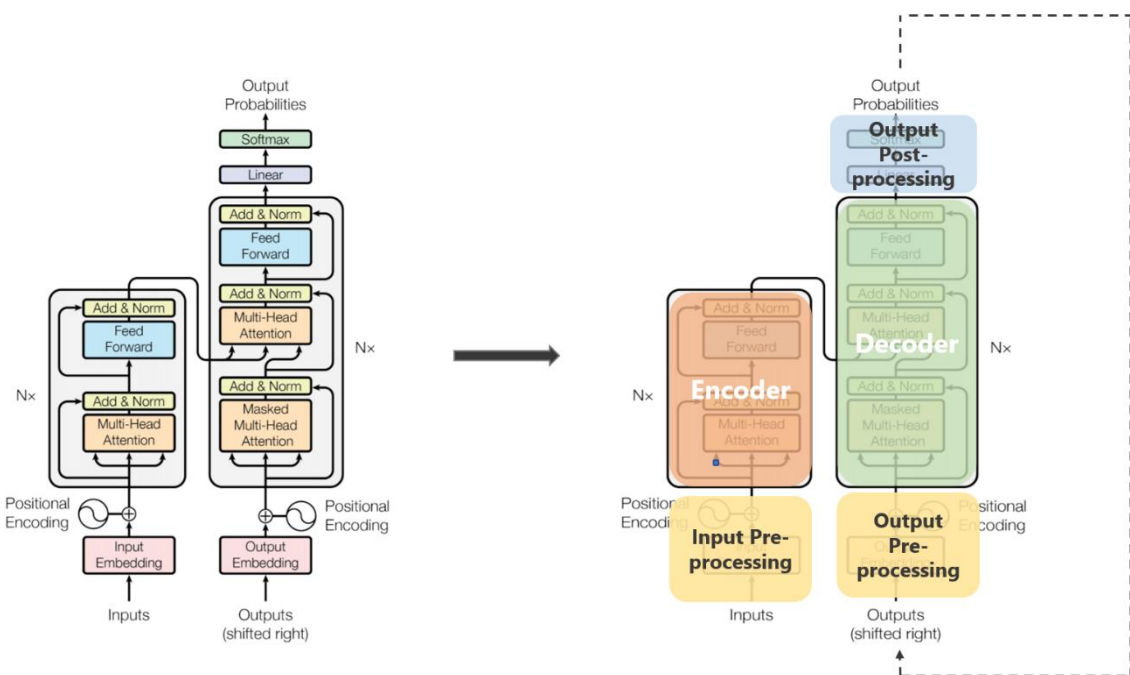 Output
Probabilities
Softmax
Linear
Add & Norm
Feed
Forward
Add & Norm
Multi-Head
Attention
Add & Norm
Masked
Multi-Head
Attention
Nx
Add & Norm
Feed
Forward
Add & Norm
Multi-Head
Attention
Nx
Positional
Encoding
Positional
Encoding
Input
Embedding
Output
Embedding
Inputs
Outputs
(shifted right)
Output
Probabilities
Softmax
Linear
Output
Post-
processing
Add & Norm
Feed
Forward
Add & Norm
Multi-Head
Attention
Decoder
Add & Norm
Masked
Multi-Head
Attention
Nx
Add & Norm
Feed
Forward
Encoder
Add & Norm
Multi-Head
Attention
Nx
Positional
Encoding
Positional
Encoding
Input Pre-
processing
Input
Output
Pre-
processing
Inputs
Outputs
(shifted right)